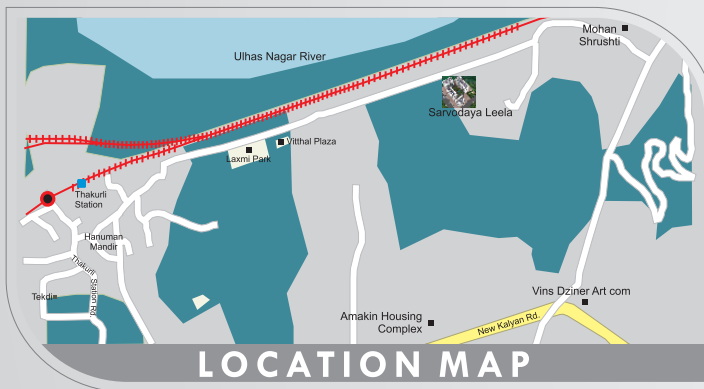 Mohan
Shrushti
Ulhas Nagar River
Sarvodaya Leela
Vitthal Plaza
Laxmi Park
Thakurli
Station
Hanuman
Mandir
Thakurli Station Rd.
Tekdi
Vins Dziner Art com
Amakin Housing
Complex
New Kalyan Rd.
LOCATION MAP